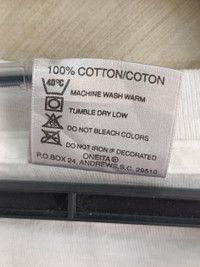 100% COTTON/COTON
40°C
MACHINE WASH WARM
TUMBLE DRY LOW
DO NOT BLEACH COLORS
DO NOT IRON IF DECORATED
ONEITA®
P.O.BOX 24, ANDREWS,S.C. 29510